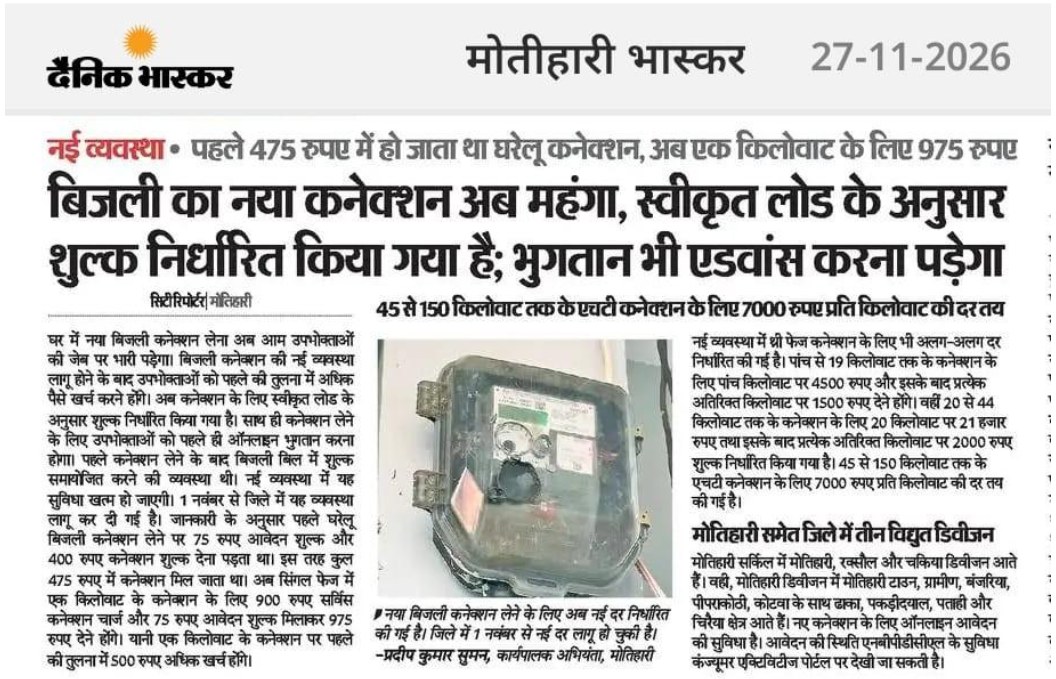 दैनिक भास्कर
मोतीहारी भास्कर
27-11-2026
नई व्यवस्था • पहले 475 रुपए में हो जाता था घरेलू कनेक्शन, अब एक किलोवाट के लिए 975 रुपए
बिजली का नया कनेक्शन अब महंगा, स्वीकृत लोड के अनुसार
शुल्क निर्धारित किया गया है; भुगतान भी एडवांस करना पड़ेगा
सिटी रिपोर्टर| मोतिहारी
घर में नया बिजली कनेक्शन लेना अब आम उपभोक्ताओं
की जेब पर भारी पड़ेगा। बिजली कनेक्शन की नई व्यवस्था
लागू होने के बाद उपभोक्ताओं को पहले की तुलना में अधिक
पैसे खर्च करने होंगे। अब कनेक्शन के लिए स्वीकृत लोड के
अनुसार शुल्क निर्धारित किया गया है। साथ ही कनेक्शन लेने
के लिए उपभोक्ताओं को पहले ही ऑनलाइन भुगतान करना
होगा। पहले कनेक्शन लेने के बाद बिजली बिल में शुल्क
समायोजित करने की व्यवस्था थी। नई व्यवस्था में यह
सुविधा खत्म हो जाएगी। 1 नवंबर से जिले में यह व्यवस्था
लागू कर दी गई है। जानकारी के अनुसार पहले घरेलू
बिजली कनेक्शन लेने पर 75 रुपए आवेदन शुल्क और
400 रुपए कनेक्शन शुल्क देना पड़ता था। इस तरह कुल
475 रुपए में कनेक्शन मिल जाता था। अब सिंगल फेज में
एक किलोवाट के कनेक्शन के लिए 900 रुपए सर्विस
कनेक्शन चार्ज और 75 रुपए आवेदन शुल्क मिलाकर 975
रुपए देने होंगे। यानी एक किलोवाट के कनेक्शन पर पहले
की तुलना में 500 रुपए अधिक खर्च होंगे।
45 से 150 किलोवाट तक के एचटी कनेक्शन के लिए 7000 रुपए प्रति किलोवाट की दर तय
नया बिजली कनेक्शन लेने के लिए अब नई दर निर्धारित
की गई है। जिले में 1 नवंबर से नई दर लागू हो चुकी है।
-प्रदीप कुमार सुमन, कार्यपालक अभियंता, मोतिहारी
नई व्यवस्था में थ्री फेज कनेक्शन के लिए भी अलग-अलग दर
निर्धारित की गई है। पांच से 19 किलोवाट तक के कनेक्शन के
लिए पांच किलोवाट पर 4500 रुपए और इसके बाद प्रत्येक
अतिरिक्त किलोवाट पर 1500 रुपए देने होंगे। वहीं 20 से 44
किलोवाट तक के कनेक्शन के लिए 20 किलोवाट पर 21 हजार
रुपए तथा इसके बाद प्रत्येक अतिरिक्त किलोवाट पर 2000 रुपए
शुल्क निर्धारित किया गया है। 45 से 150 किलोवाट तक के
एचटी कनेक्शन के लिए 7000 रुपए प्रति किलोवाट की दर तय
की गई है।
मोतिहारी समेत जिले में तीन विद्युत डिवीजन
मोतिहारी सर्किल में मोतिहारी, रक्सौल और चकिया डिवीजन आते
हैं। वही, मोतिहारी डिवीजन में मोतिहारी टाउन, ग्रामीण, बंजरिया,
पीपराकोठी, कोटवा के साथ ढाका, पकड़ीदयाल, पताही और
चिरैया क्षेत्र आते हैं। नए कनेक्शन के लिए ऑनलाइन आवेदन
की सुविधा है। आवेदन की स्थिति एनबीपीडीसीएल के सुविधा
कंज्यूमर एक्टिविटीज पोर्टल पर देखी जा सकती है।